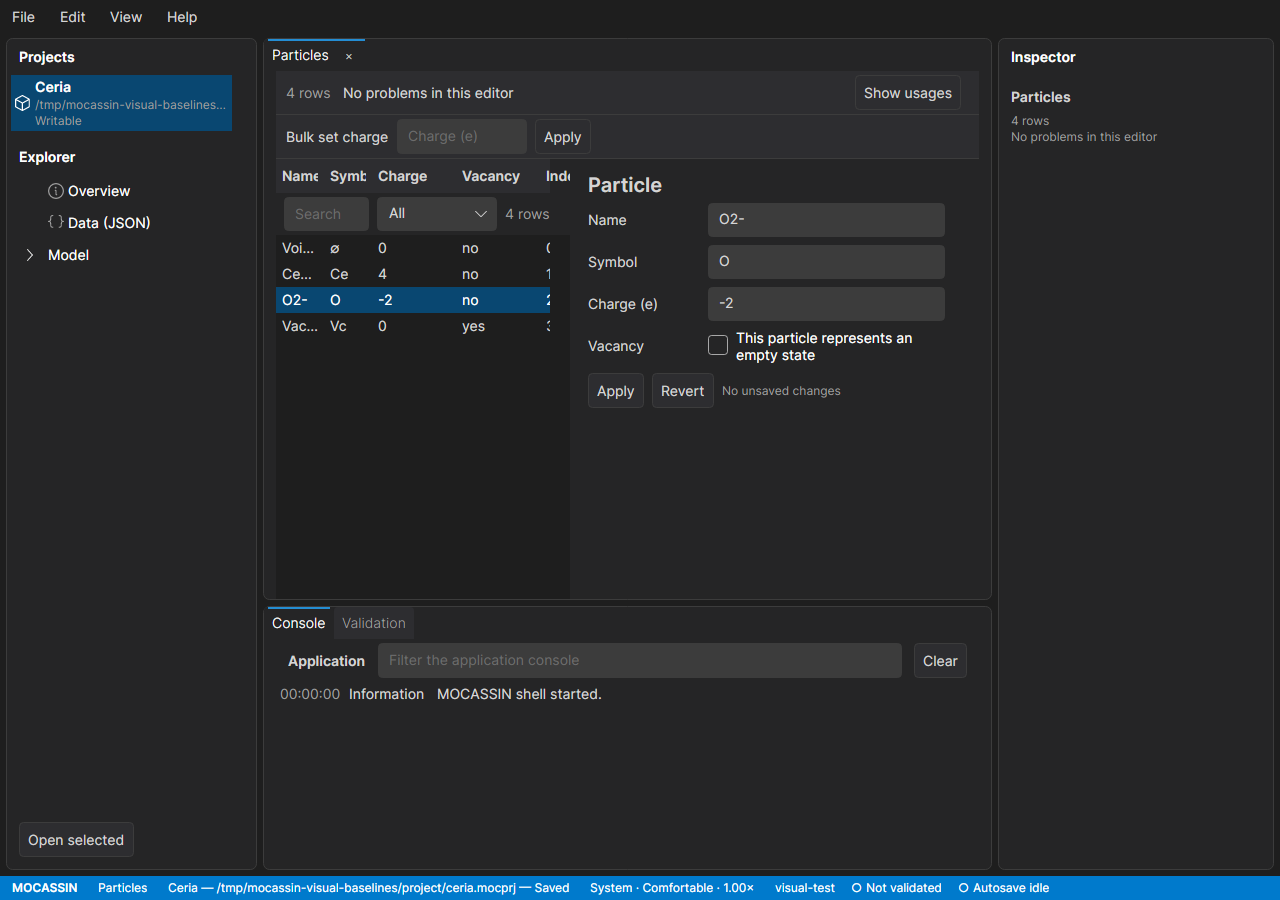 File Edit View Help
Projects
Ceria
/tmp/mocassin-visual-baselines...
Writable
Explorer
Overview
{ } Data (JSON)
Model
Open selected
Particles ×
4 rows No problems in this editor Show usages
Bulk set charge Charge (e) Apply
Name Symb Charge Vacancy Inde
Search All 4 rows
Voi... ø 0 no 0
Ce... Ce 4 no 1
O2- O -2 no 2
Vac... Vc 0 yes 3
Particle
Name O2-
Symbol O
Charge (e) -2
Vacancy This particle represents an
empty state
Apply Revert No unsaved changes
Console Validation
Application Filter the application console Clear
00:00:00 Information MOCASSIN shell started.
Inspector
Particles
4 rows
No problems in this editor
MOCASSIN Particles Ceria — /tmp/mocassin-visual-baselines/project/ceria.mocprj — Saved System · Comfortable · 1.00× visual-test Not validated Autosave idle